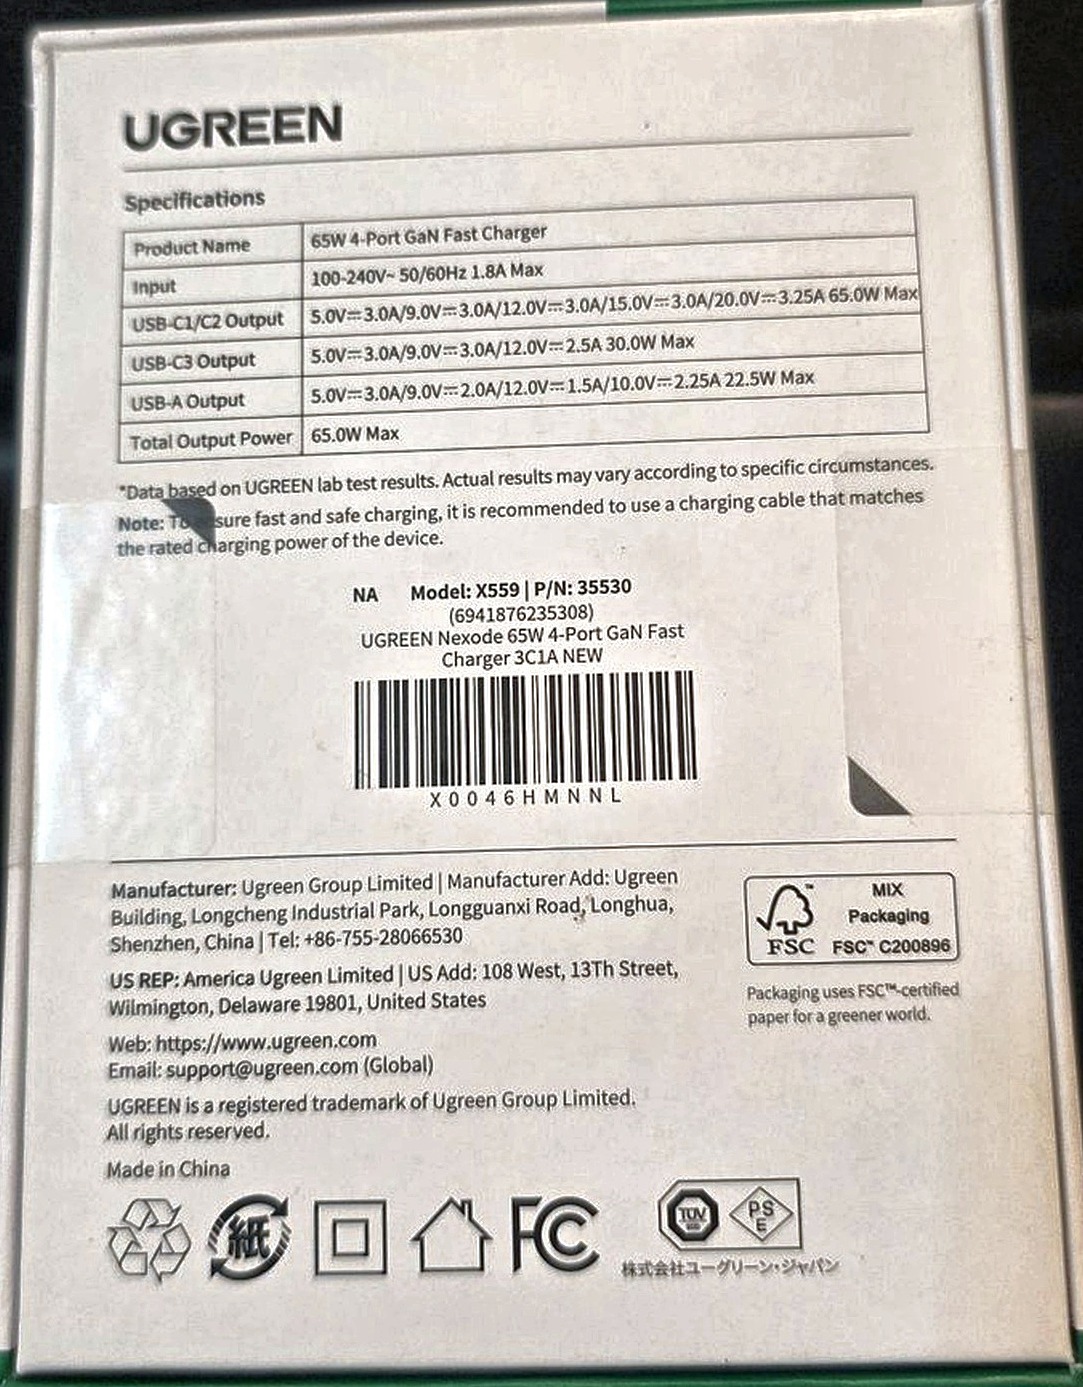 UGREEN
Specifications
Product Name 65W 4-Port GaN Fast Charger
Input 100-240V~ 50/60Hz 1.8A Max
USB-C1/C2 Output 5.0V⎓3.0A/9.0V⎓3.0A/12.0V⎓3.0A/15.0V⎓3.0A/20.0V⎓3.25A 65.0W Max
USB-C3 Output 5.0V⎓3.0A/9.0V⎓3.0A/12.0V⎓2.5A 30.0W Max
USB-A Output 5.0V⎓3.0A/9.0V⎓2.0A/12.0V⎓1.5A/10.0V⎓2.25A 22.5W Max
Total Output Power 65.0W Max
*Data based on UGREEN lab test results. Actual results may vary according to specific circumstances.
Note: To sure fast and safe charging, it is recommended to use a charging cable that matches
the rated charging power of the device.
NA Model: X559 | P/N: 35530
(6941876235308)
UGREEN Nexode 65W 4-Port GaN Fast
Charger 3C1A NEW
X0046HMNNL
Manufacturer: Ugreen Group Limited | Manufacturer Add: Ugreen
Building, Longcheng Industrial Park, Longguanxi Road, Longhua,
Shenzhen, China | Tel: +86-755-28066530
US REP: America Ugreen Limited | US Add: 108 West, 13Th Street,
Wilmington, Delaware 19801, United States
Web: https://www.ugreen.com
Email: support@ugreen.com (Global)
UGREEN is a registered trademark of Ugreen Group Limited.
All rights reserved.
Made in China
™
FSC
MIX
Packaging
FSC™ C200896
Packaging uses FSC™-certified
paper for a greener world.
紙
FC
TÜV
PS
E
株式会社ユーグリーン・ジャパン